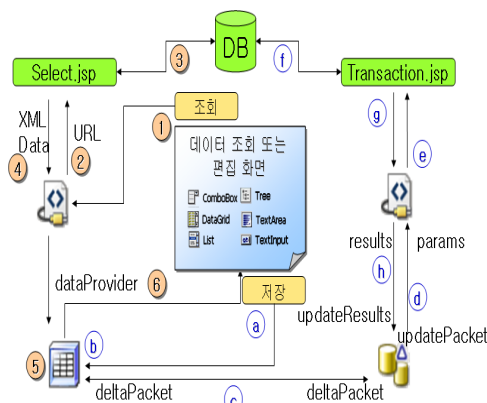 DB
Select.jsp
3
f
Transaction.jsp
조회
XML
Data
URL
1
g
4
2
e
데이터 조회 또는
편집 화면
ComboBox
Tree
DataGrid
TextArea
List
TextInput
results
params
h
dataProvider
6
저장
d
a
updateResults
b
updatePacket
5
deltaPacket
deltaPacket
c